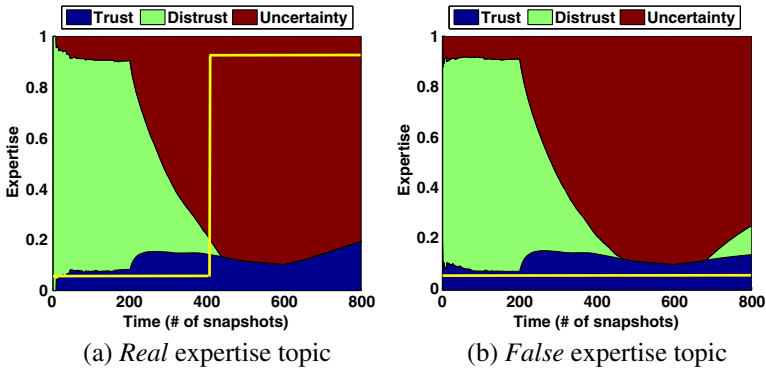 Trust Distrust Uncertainty
1
0.8
0.6
0.4
0.2
0
Expertise
0 200 400 600 800
Time (# of snapshots)
(a) Real expertise topic
Trust Distrust Uncertainty
1
0.8
0.6
0.4
0.2
0
Expertise
0 200 400 600 800
Time (# of snapshots)
(b) False expertise topic